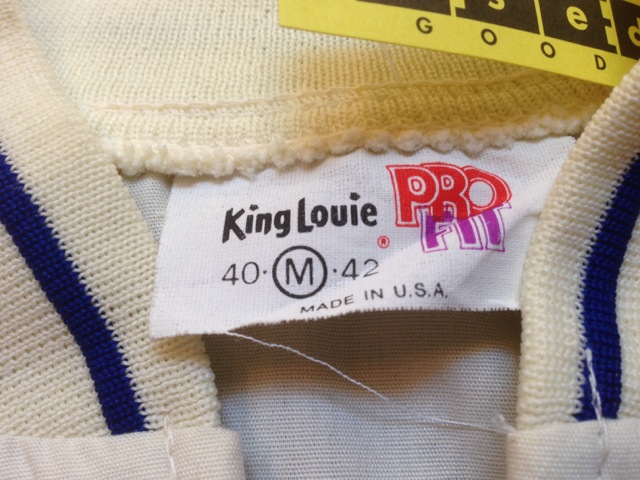 GOOD
King Louie PRO FIT
®
40·M·42
MADE IN U.S.A.